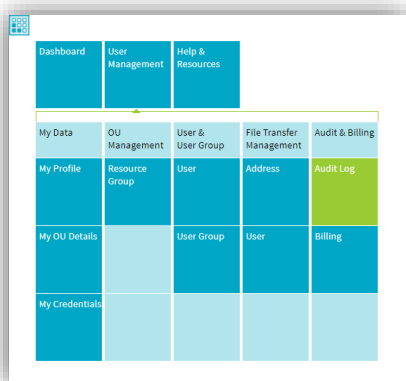 Dashboard
User
Management
Help &
Resources
My Data
OU
Management
User &
User Group
File Transfer
Management
Audit & Billing
My Profile
Resource
Group
User
Address
Audit Log
My OU Details
User Group
User
Billing
My Credentials